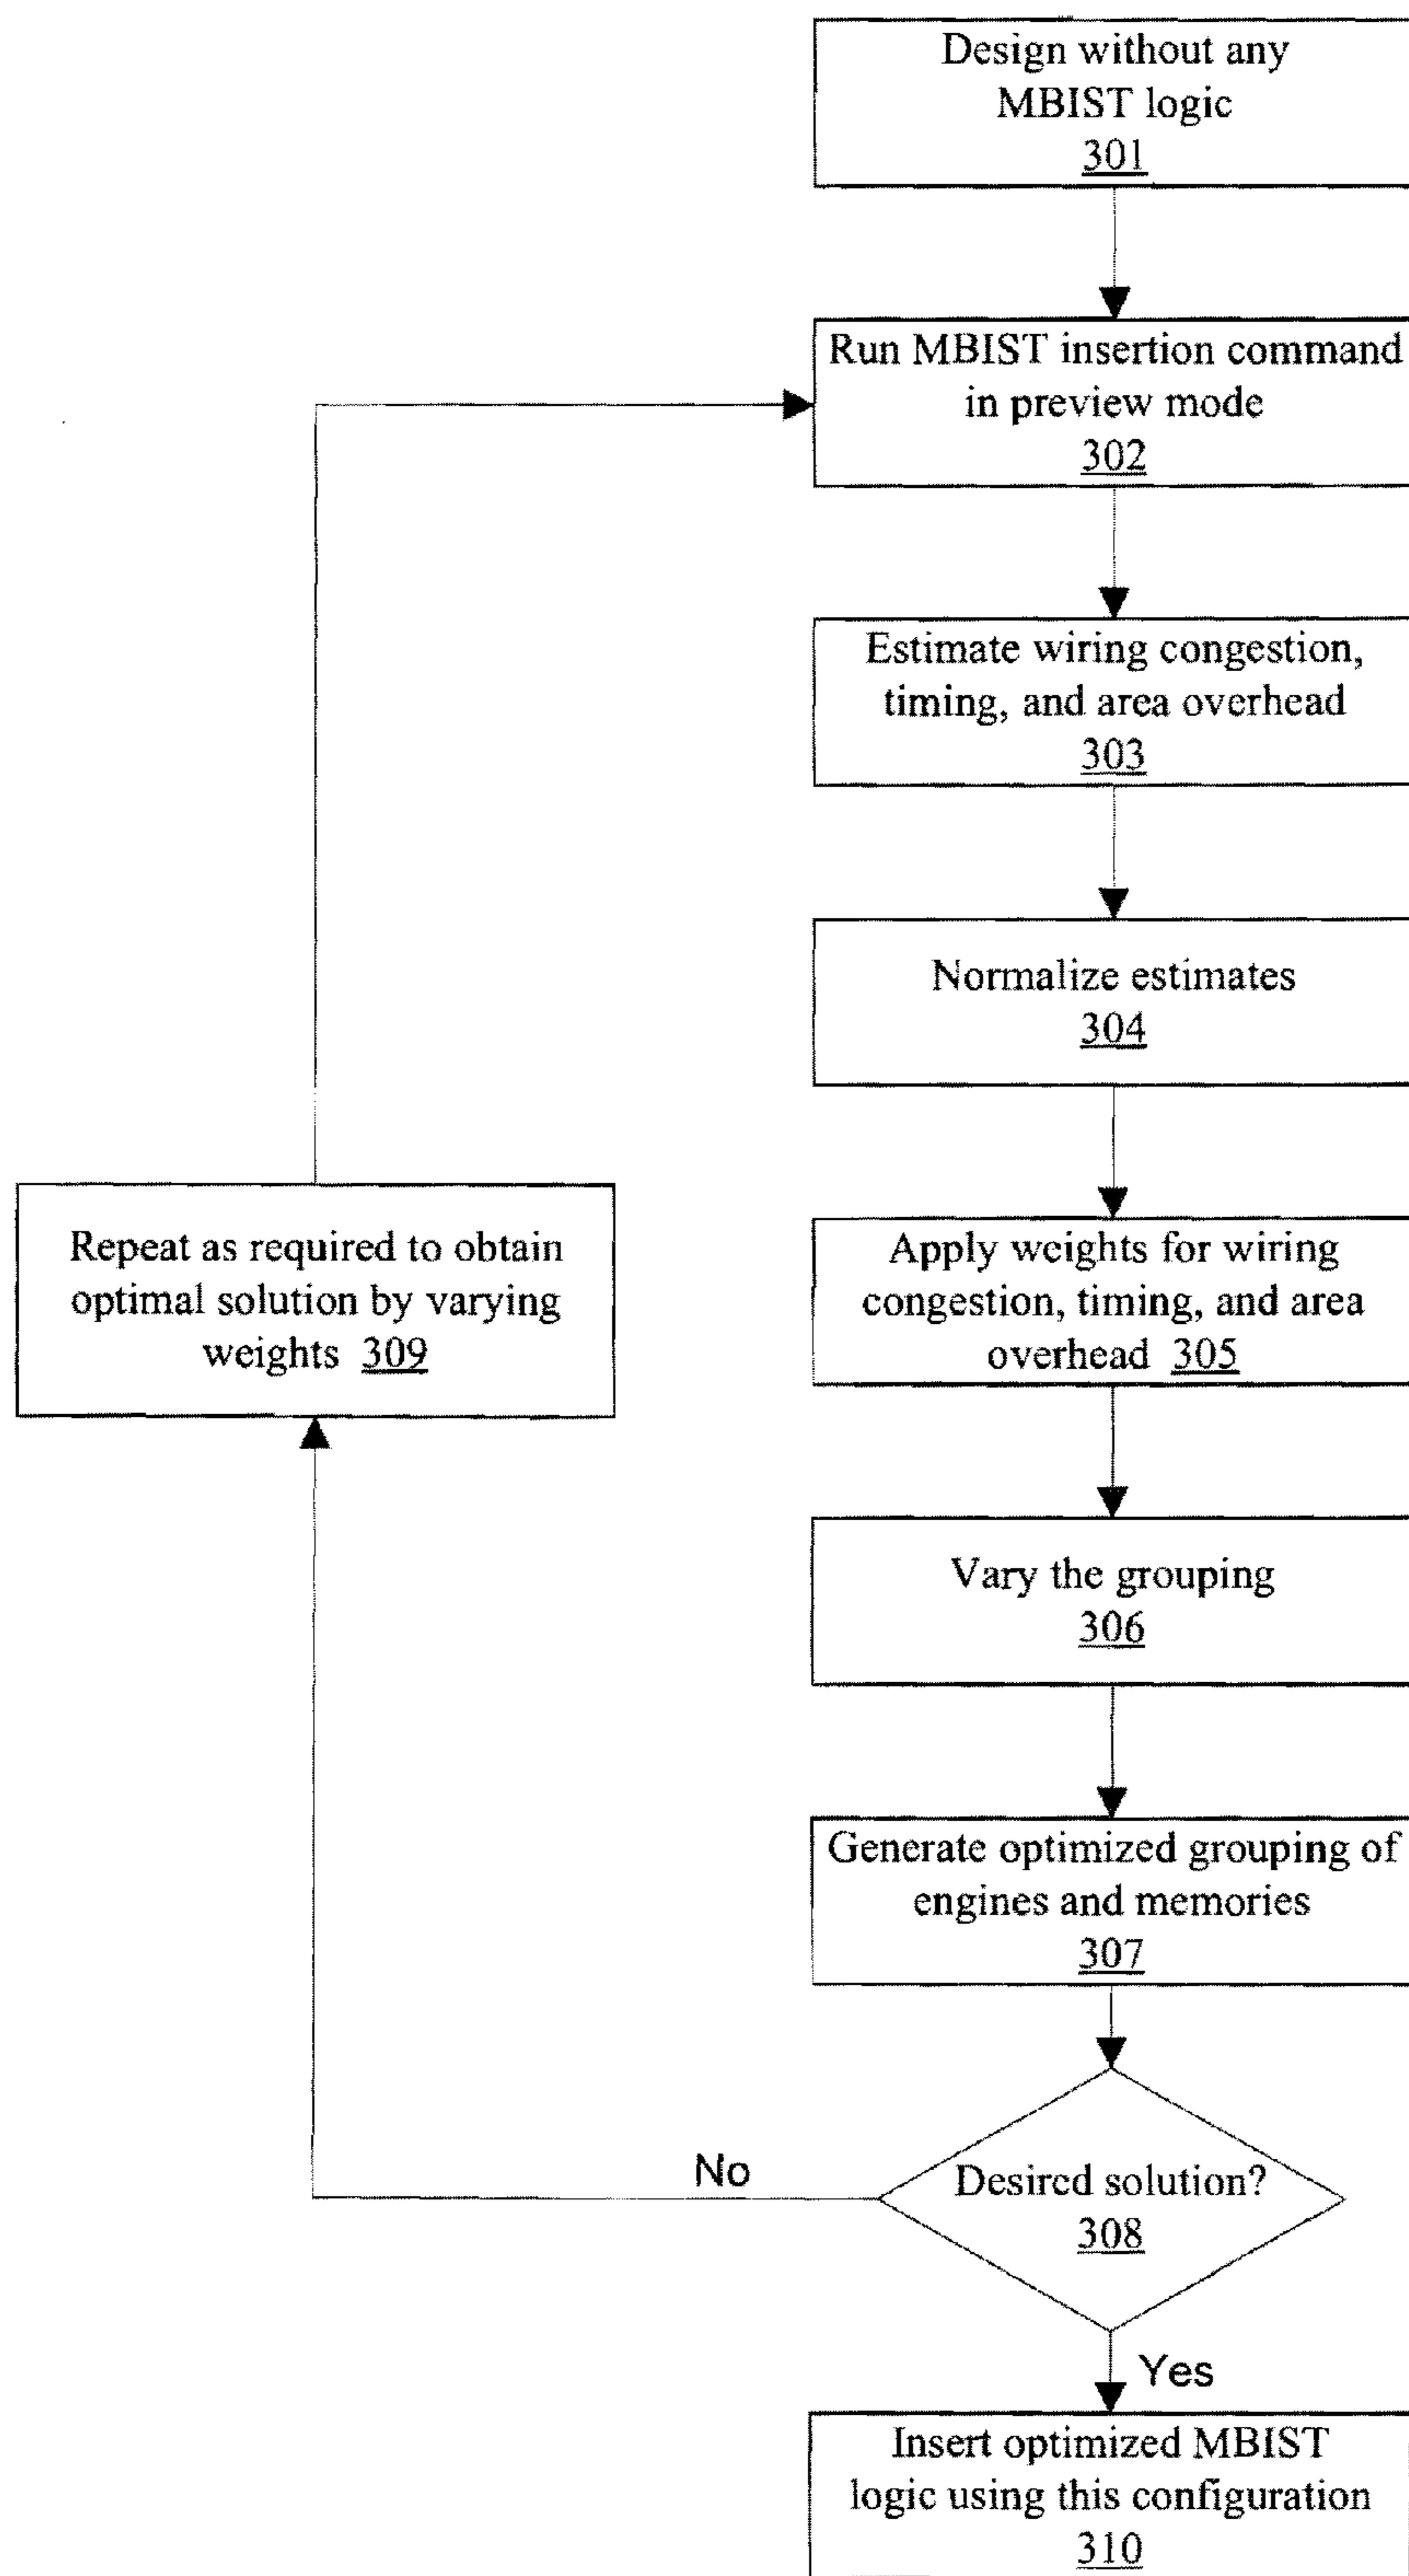 Design without any
MBIST logic
301
Run MBIST insertion command
in preview mode
302
Estimate wiring congestion,
timing, and area overhead
303
Normalize estimates
304
Apply weights for wiring
congestion, timing, and area
overhead 305
Repeat as required to obtain
optimal solution by varying
weights 309
Vary the grouping
306
Generate optimized grouping of
engines and memories
307
Desired solution?
308
No
Yes
Insert optimized MBIST
logic using this configuration
310